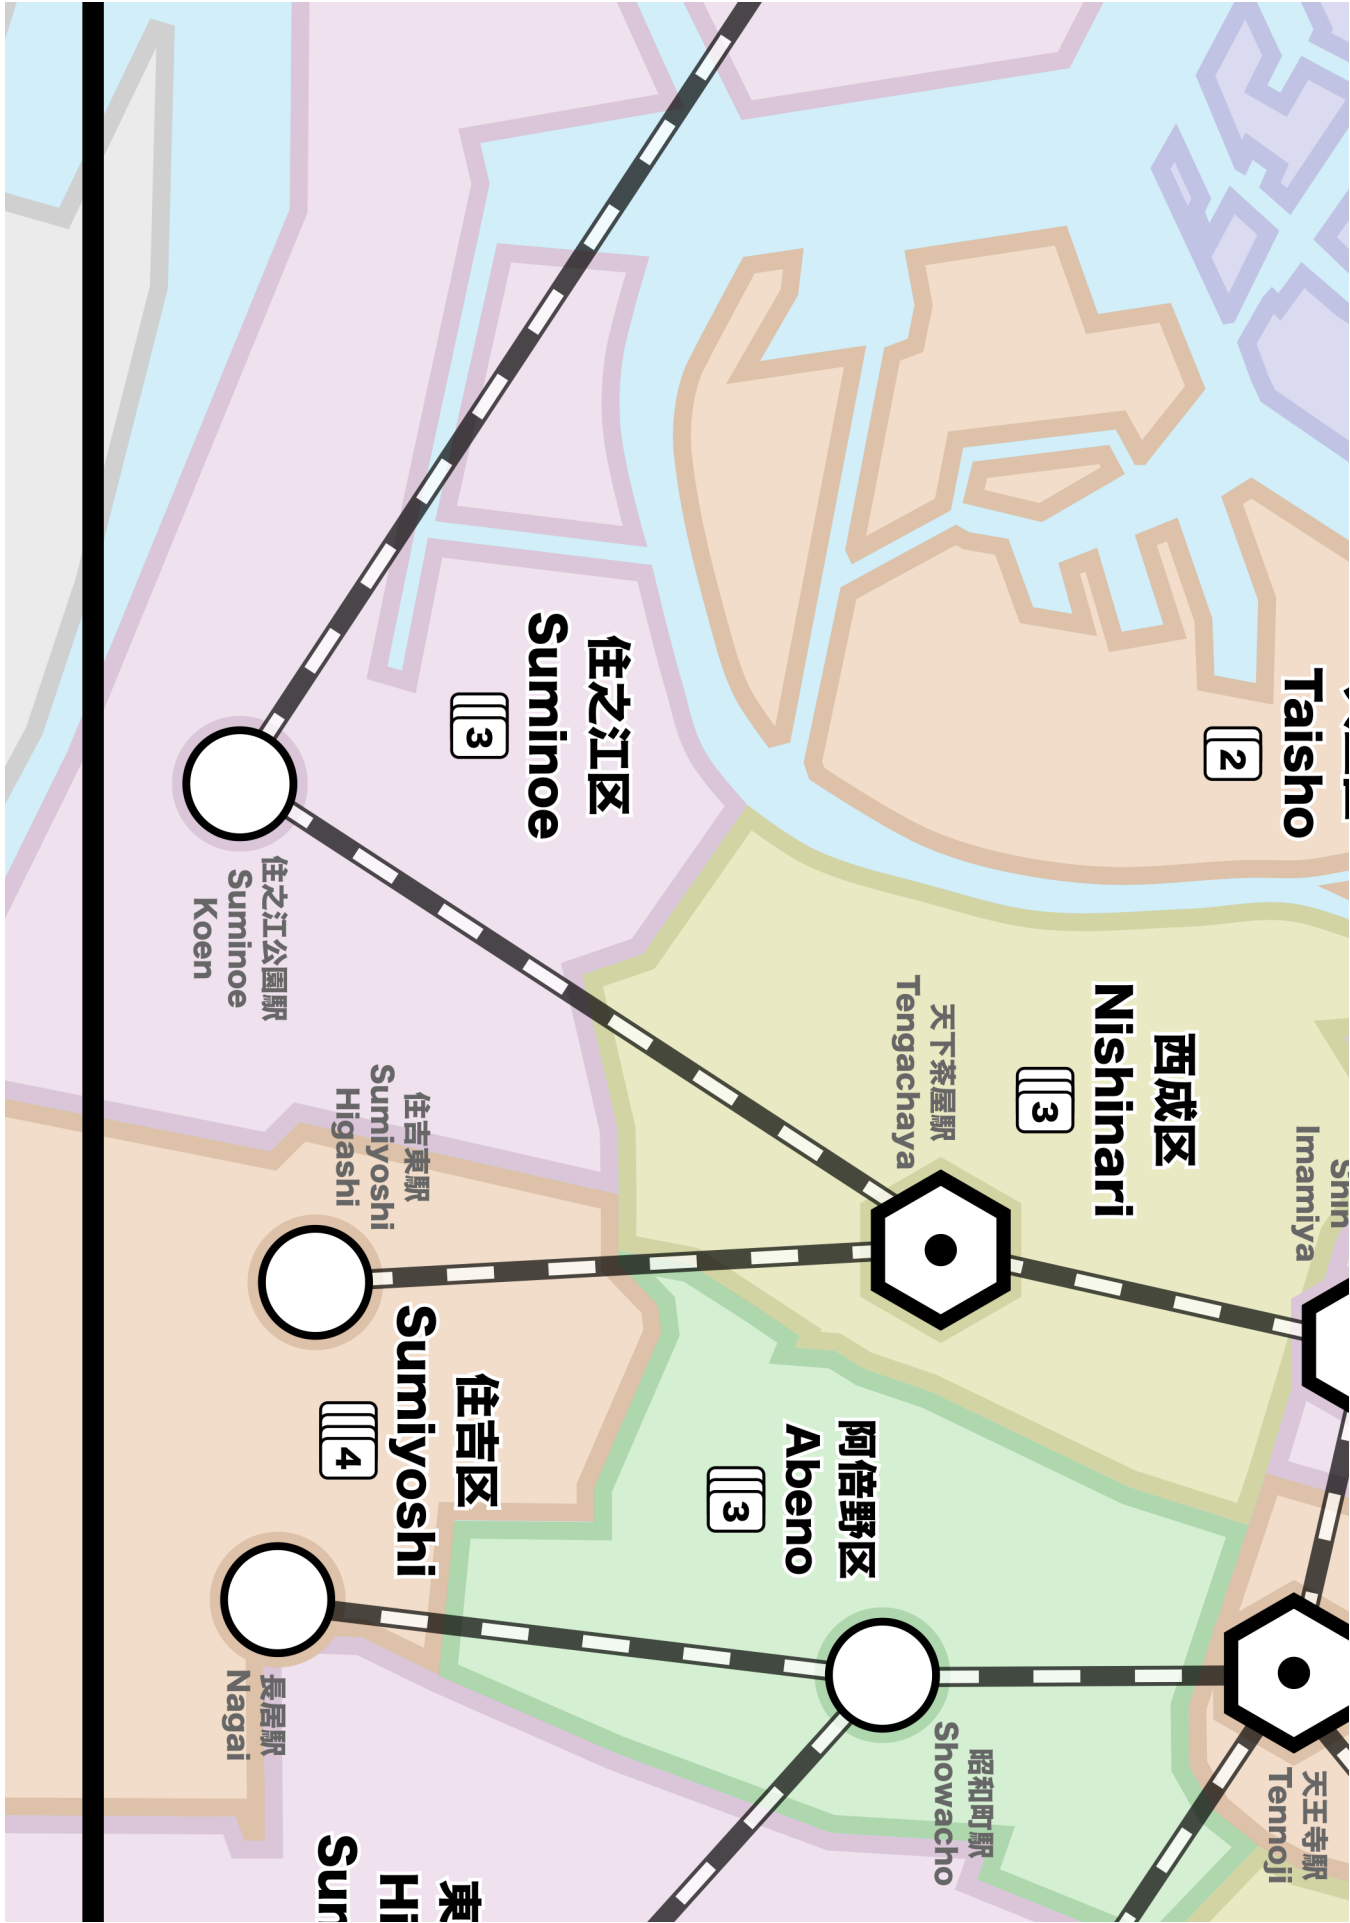 住之江区
Suminoe
3
住之江公園駅
Suminoe
Koen
Taisho
2
西成区
Nishinari
3
天下茶屋駅
Tengachaya
Shin
Imamiya
住吉東駅
Sumiyoshi
Higashi
住吉区
Sumiyoshi
4
阿倍野区
Abeno
3
長居駅
Nagai
昭和町駅
Showacho
天王寺駅
Tennoji
東
Hi
Sun